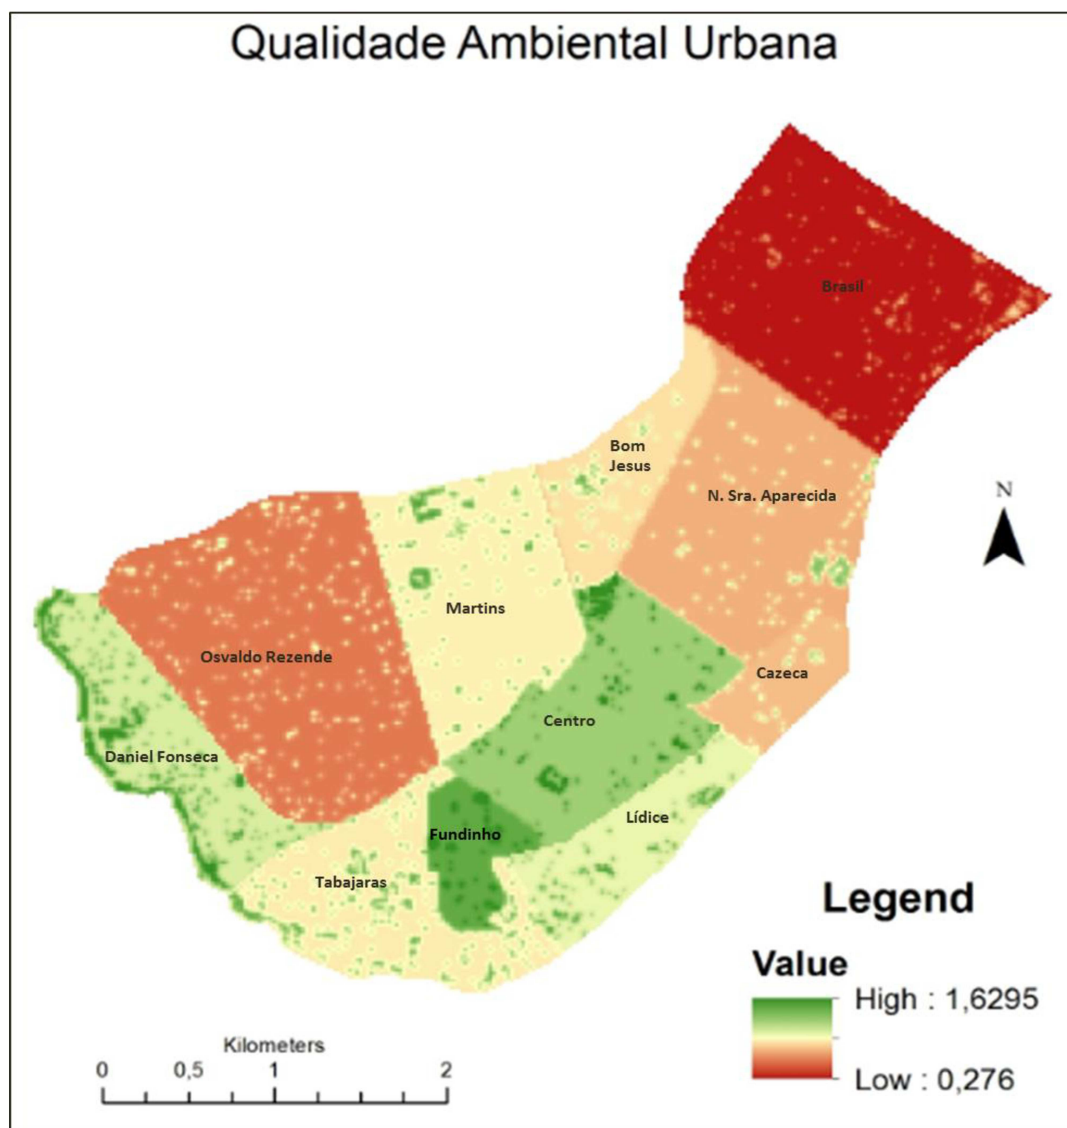 Qualidade Ambiental Urbana
Brasil
Bom
Jesus
N. Sra. Aparecida
N
Martins
Osvaldo Rezende
Cazeca
Centro
Daniel Fonseca
Lídice
Fundinho
Tabajaras
Legend
Value
High : 1,6295
Low : 0,276
Kilometers
0 0,5 1 2